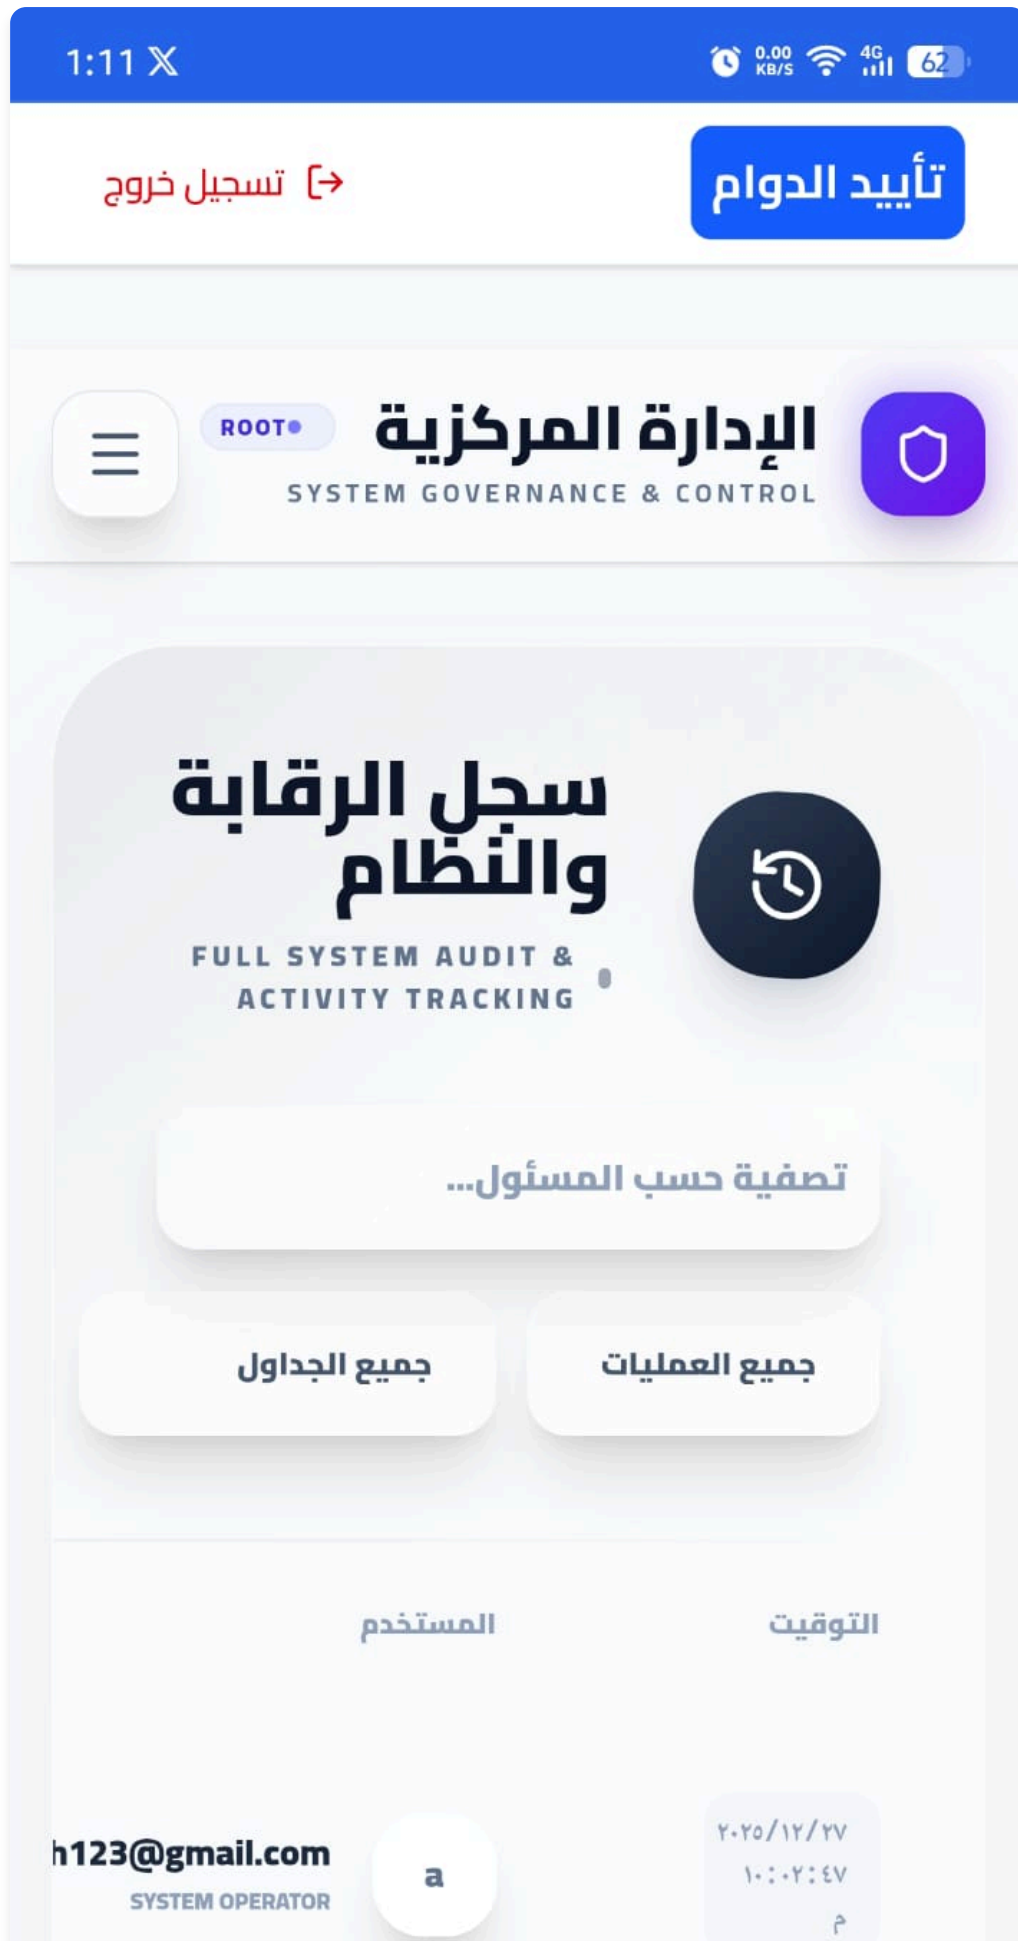 1:11 X 0.00 KB/S 4G 62
تأييد الدوام
تسجيل خروج
الإدارة المركزية ROOT
SYSTEM GOVERNANCE & CONTROL
سجل الرقابة
والنظام
FULL SYSTEM AUDIT &
ACTIVITY TRACKING
تصفية حسب المسئول...
جميع العمليات
جميع الجداول
التوقيت
المستخدم
٢٠٢٥/١٢/٢٧
١٠:٠٢:٤٧
م
a
h123@gmail.com
SYSTEM OPERATOR